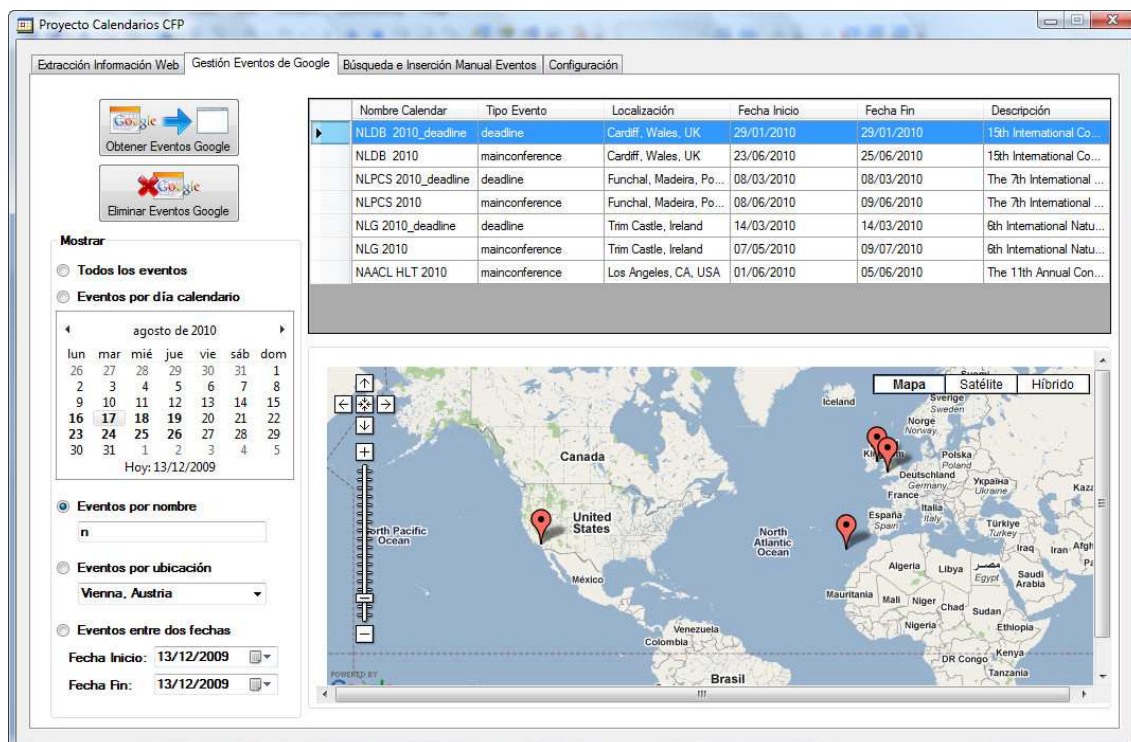 Proyecto Calendarios CFP
Extracción Información Web Gestión Eventos de Google Búsqueda e Inserción Manual Eventos Configuración
Google
Obtener Eventos Google
Google
Eliminar Eventos Google
Mostrar
Todos los eventos
Eventos por día calendario
agosto de 2010
lun mar mié jue vie sáb dom
26 27 28 29 30 31 1
2 3 4 5 6 7 8
9 10 11 12 13 14 15
16 17 18 19 20 21 22
23 24 25 26 27 28 29
30 31 1 2 3 4 5
Hoy: 13/12/2009
Eventos por nombre
n
Eventos por ubicación
Vienna, Austria
Eventos entre dos fechas
Fecha Inicio: 13/12/2009
Fecha Fin: 13/12/2009
Nombre Calendar Tipo Evento Localización Fecha Inicio Fecha Fin Descripción
NLDB 2010_deadline deadline Cardiff, Wales, UK 29/01/2010 29/01/2010 15th International Co...
NLDB 2010 mainconference Cardiff, Wales, UK 23/06/2010 25/06/2010 15th International Co...
NLPCS 2010_deadline deadline Funchal, Madeira, Po... 08/03/2010 08/03/2010 The 7th International ...
NLPCS 2010 mainconference Funchal, Madeira, Po... 08/06/2010 09/06/2010 The 7th International ...
NLG 2010_deadline deadline Trim Castle, Ireland 14/03/2010 14/03/2010 6th International Natu...
NLG 2010 mainconference Trim Castle, Ireland 07/05/2010 09/07/2010 6th International Natu...
NAACL HLT 2010 mainconference Los Angeles, CA, USA 01/06/2010 05/06/2010 The 11th Annual Con...
Mapa Satélite Híbrido
Iceland
Sverige
Sweden
Norge
Norway
Canada
Polska
Poland
Deutschland
Germany
Україна
Ukraine
France
Italia
Italy
España
Spain
Türkiye
Turkey
United
States
North Pacific
Ocean
North
Atlantic
Ocean
Iraq Iran Afgh
Algeria Libya
مصر
Egypt
Saudi
Arabia
México
Mauritania Mali Niger Chad Sudan
Nigeria Ethiopia
Venezuela
Colombia
DR Congo Kenya
Tanzania
Brasil
POWERED BY